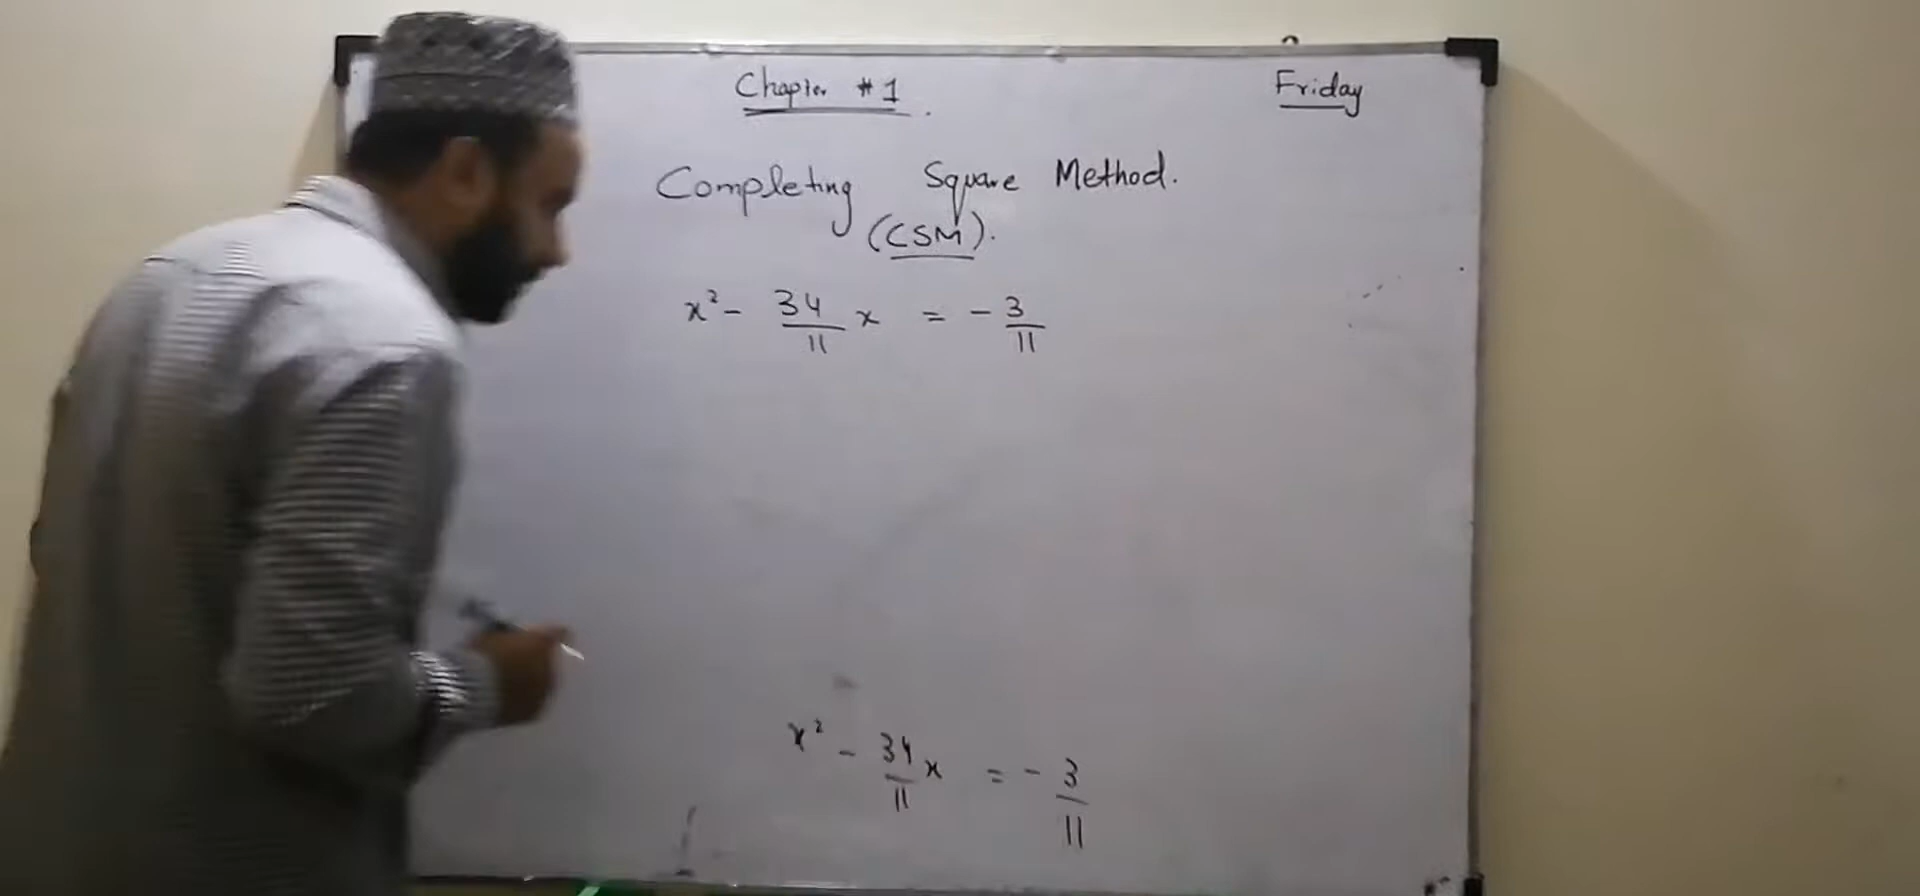 Chapter #1
Friday
Completing Square Method.
(CSM).
x² - 34/11 x = - 3/11
x² - 34/11 x = - 3/11